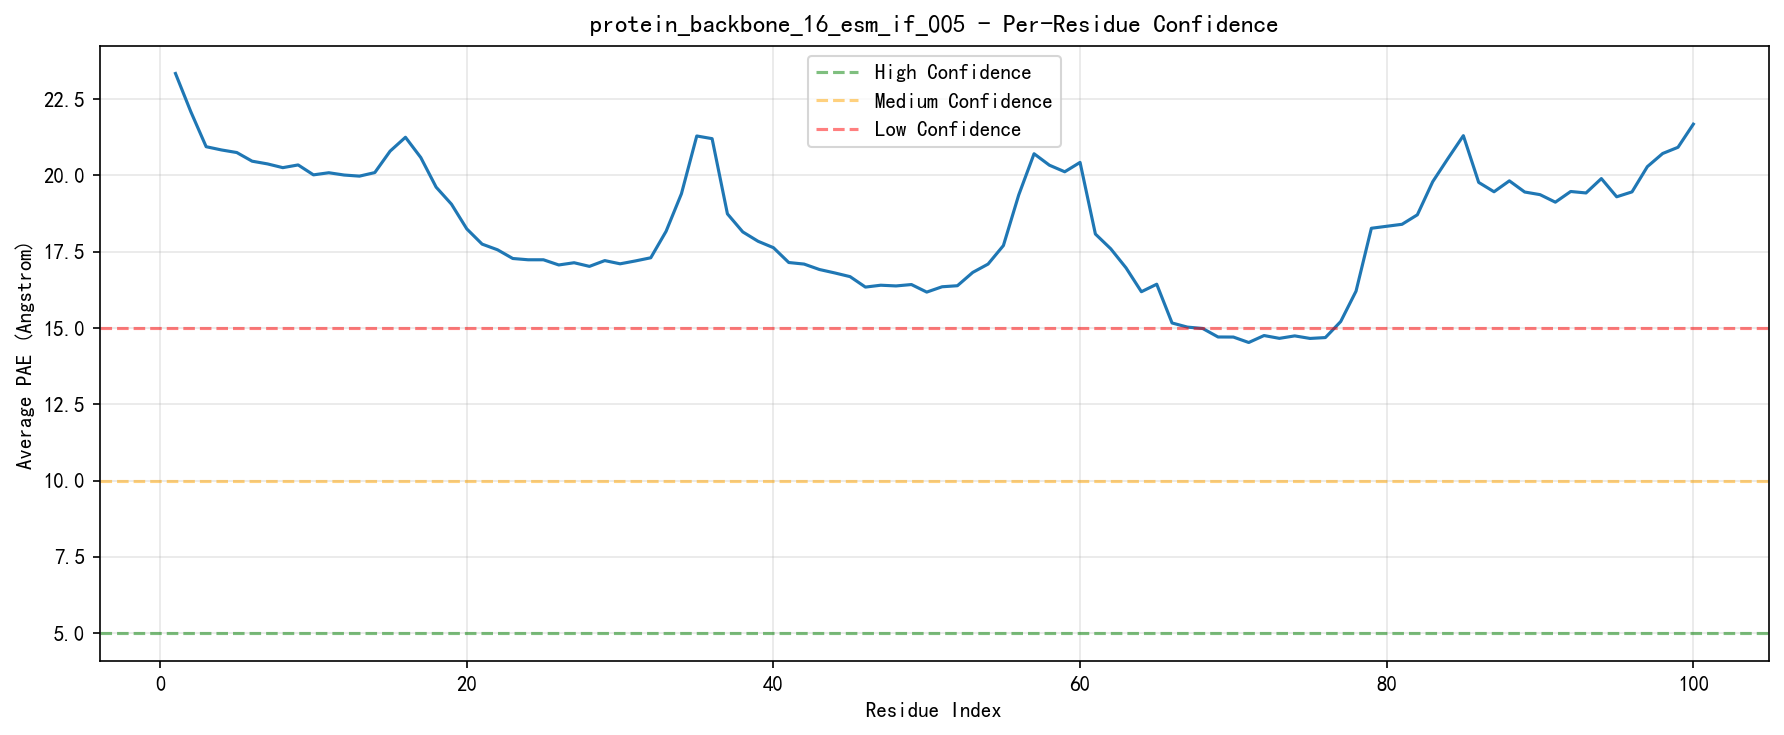 protein_backbone_16_esm_if_005 - Per-Residue Confidence
High Confidence
Medium Confidence
Low Confidence
22.5
20.0
17.5
15.0
12.5
10.0
7.5
5.0
Average PAE (Angstrom)
0 20 40 60 80 100
Residue Index